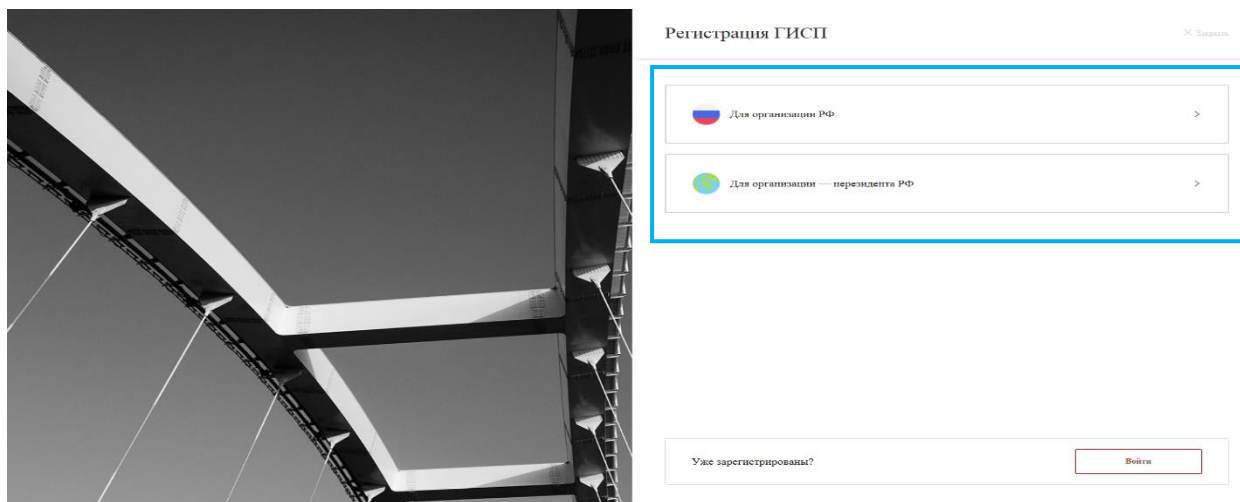 Регистрация ГИСП
× Закрыть
Для организации РФ
>
Для организации — нерезидента РФ
>
Уже зарегистрированы?
Войти